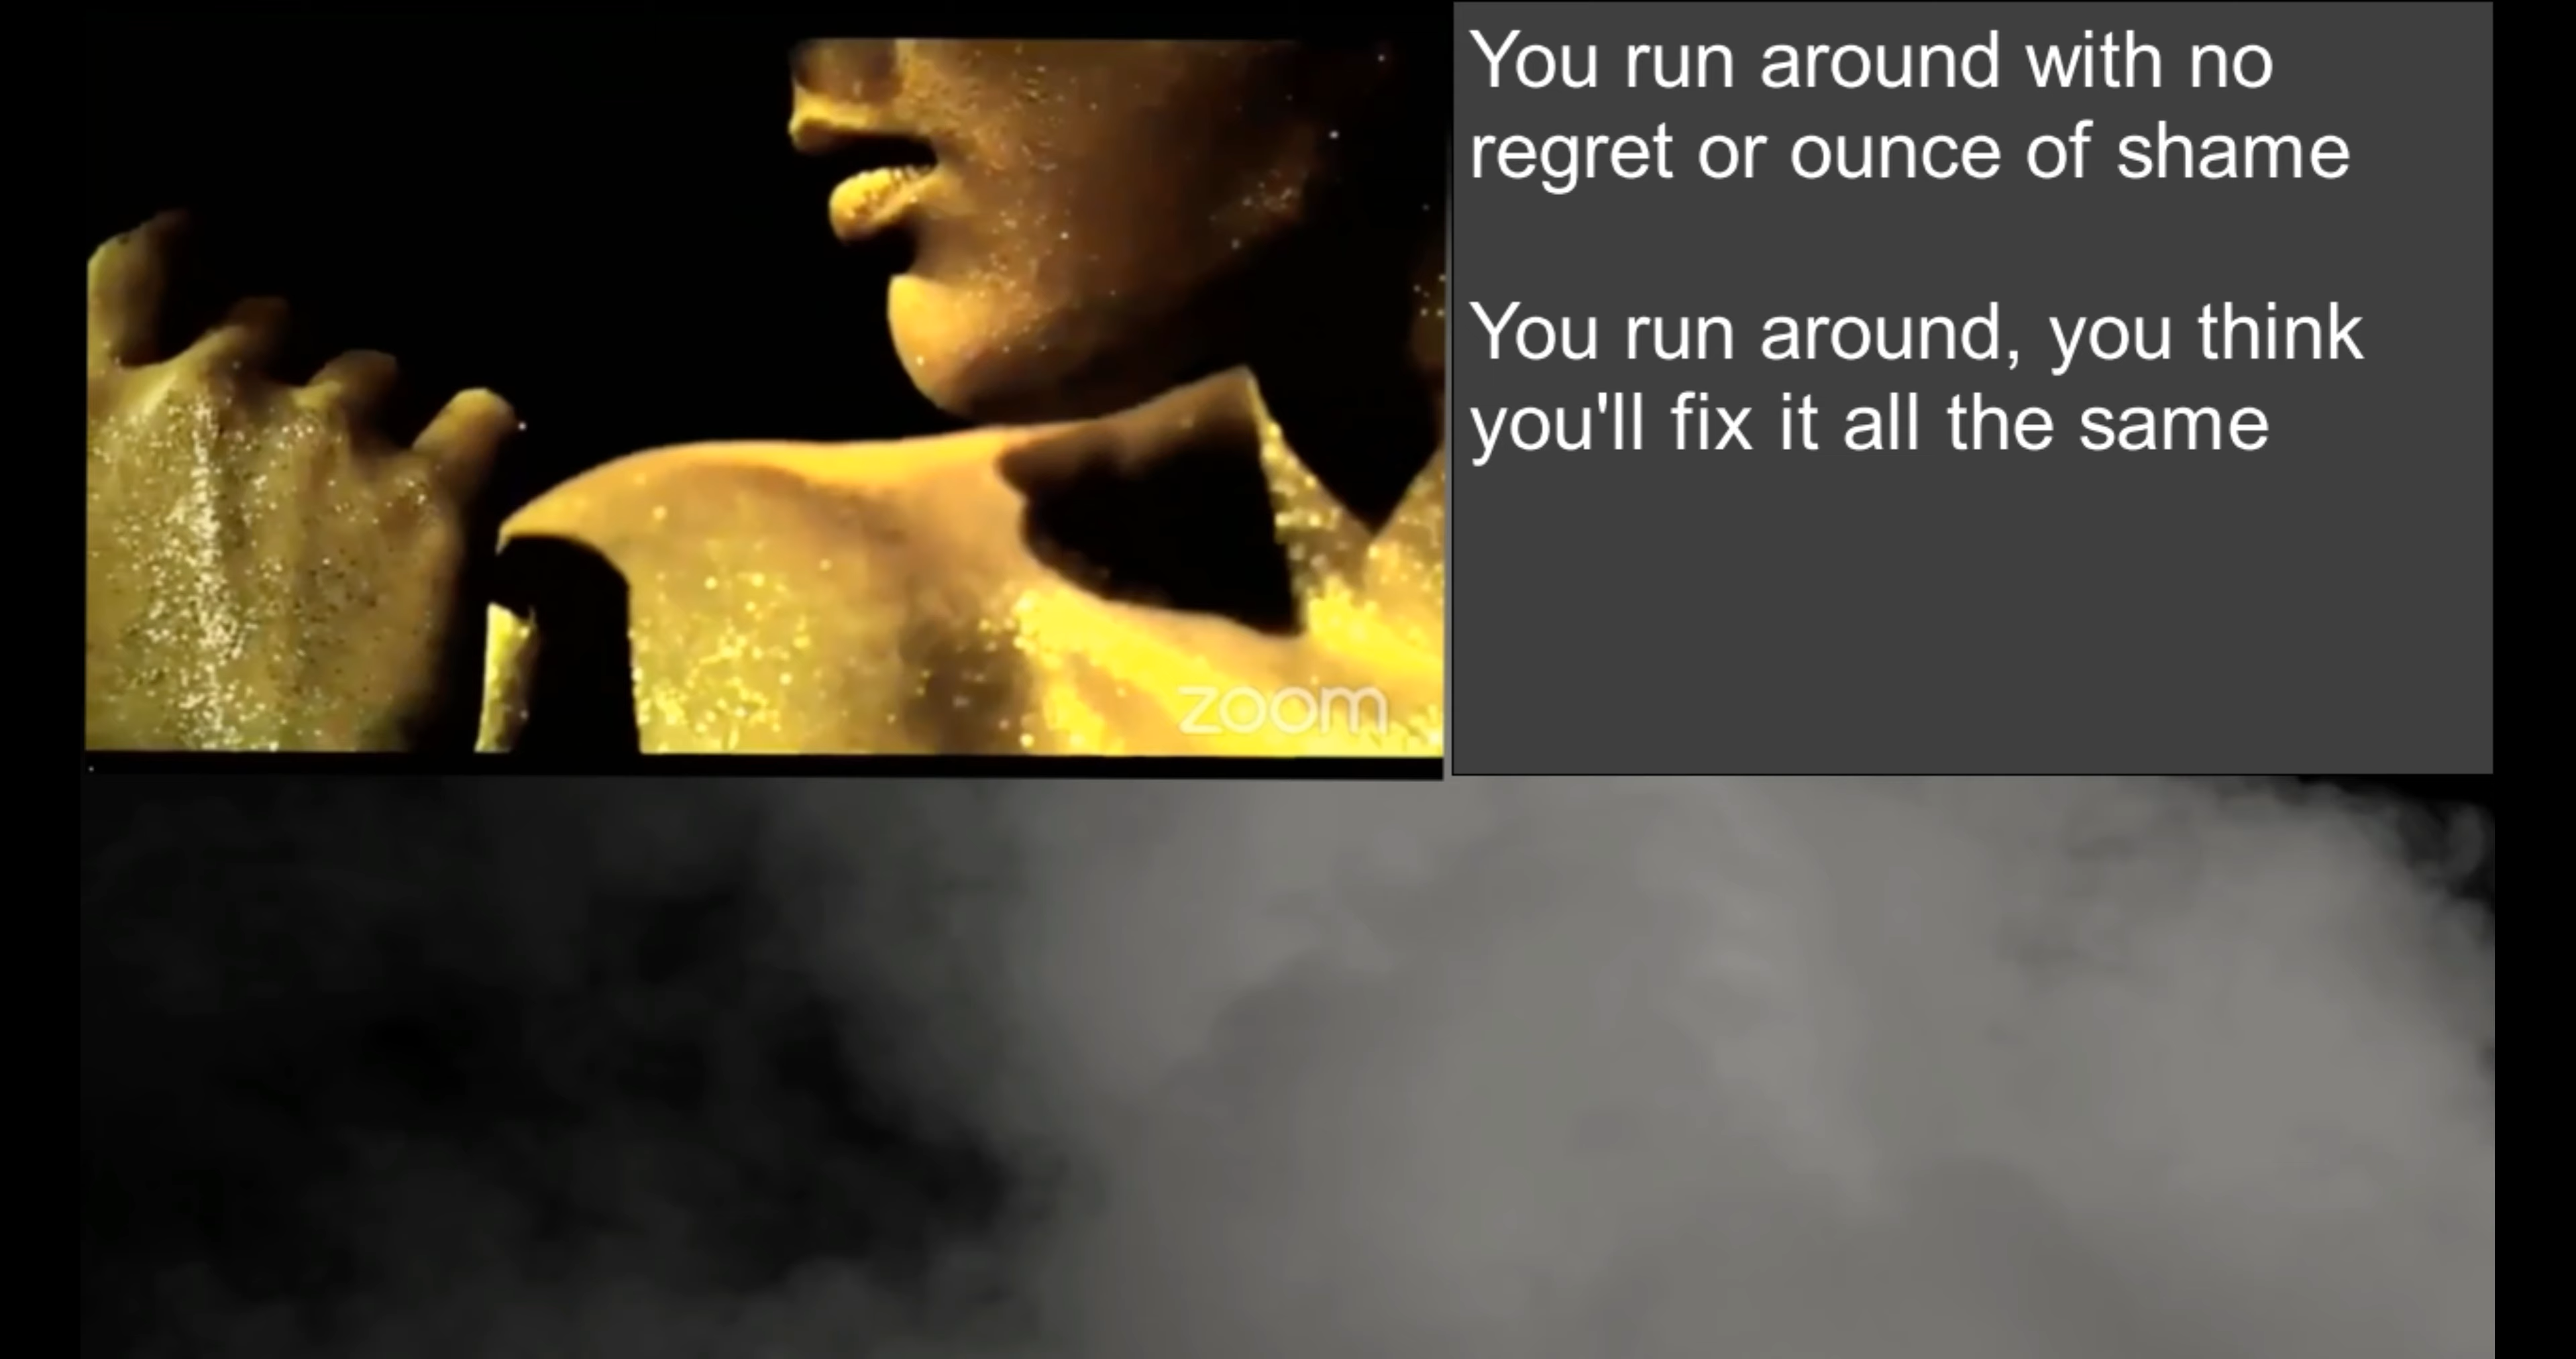 You run around with no
regret or ounce of shame
You run around, you think
you'll fix it all the same
zoom